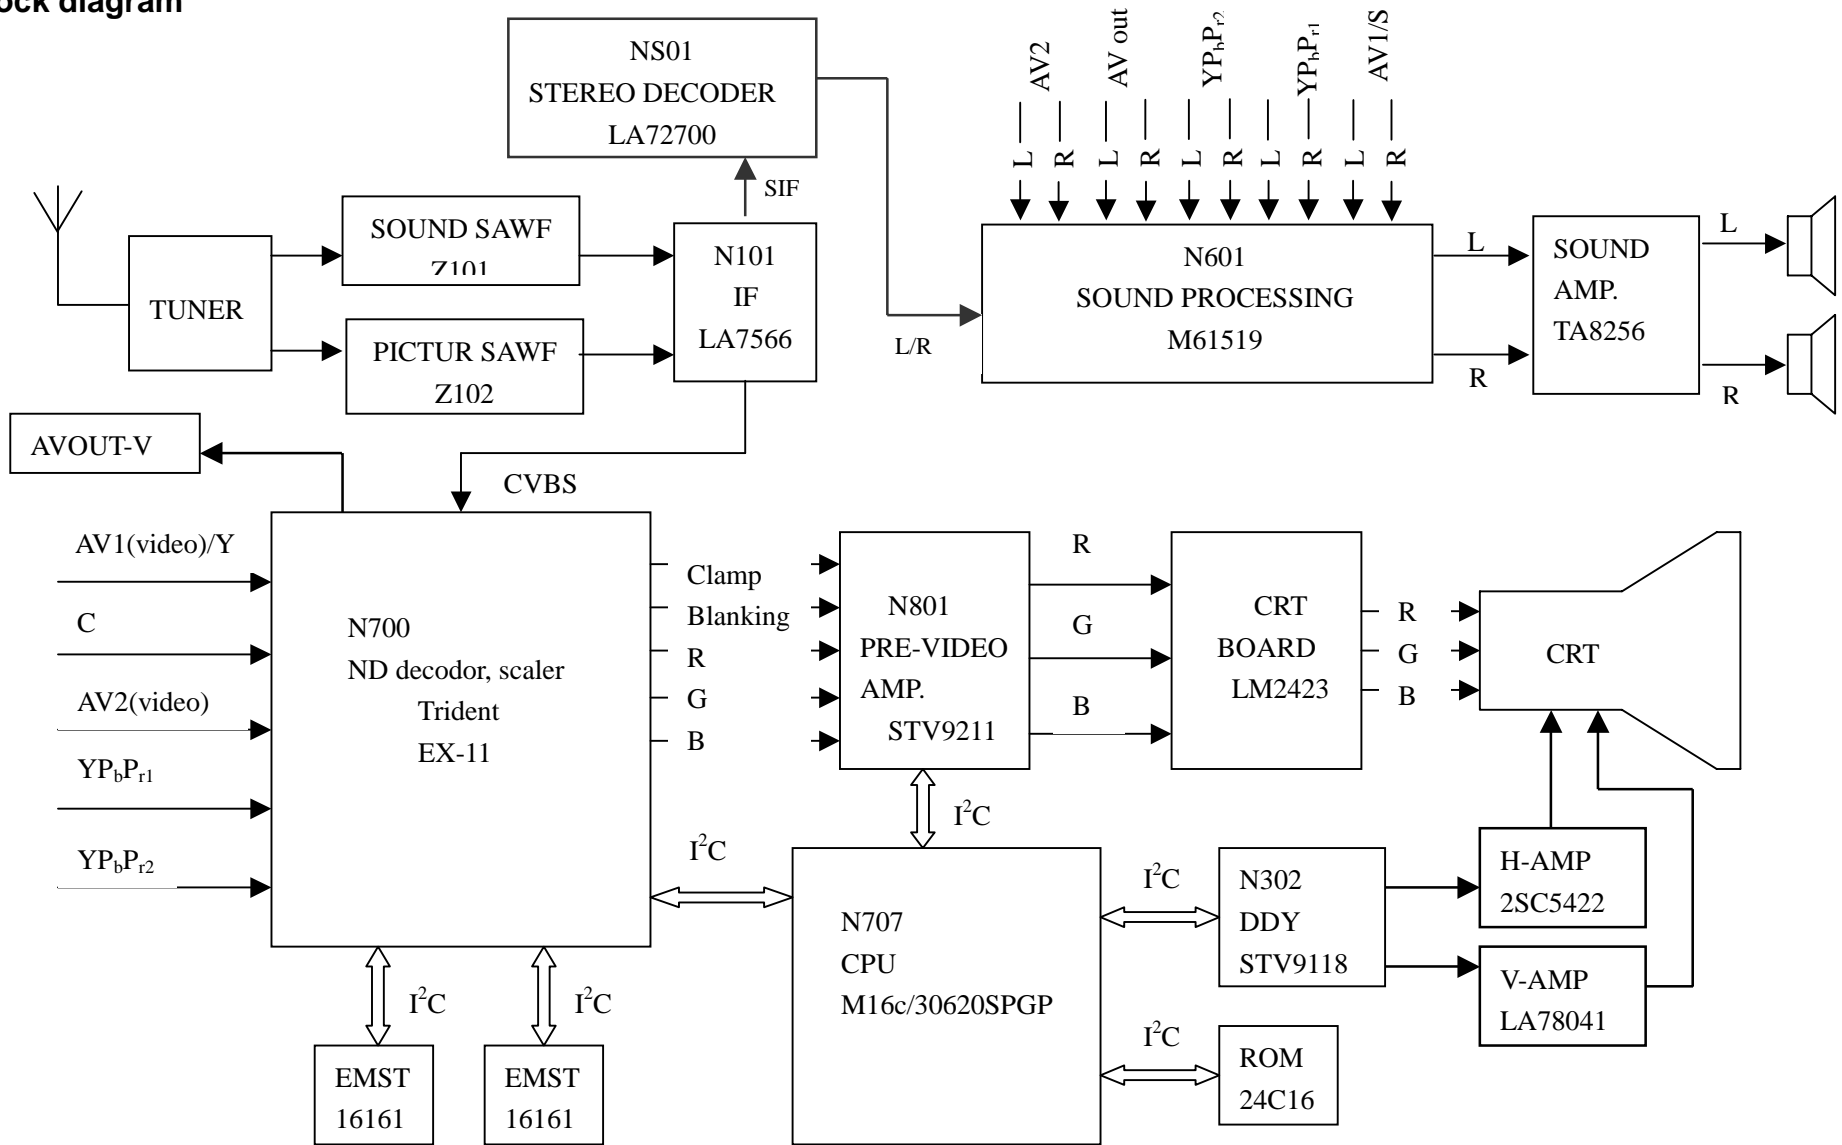 ock diagram
NS01
STEREO DECODER
LA72700
AV2
AV out
YPbPr2
YPbPr1
AV1/S
L
R
L
R
L
R
L
R
L
R
SIF
SOUND SAWF
Z101
N101
IF
LA7566
TUNER
PICTUR SAWF
Z102
L/R
N601
SOUND PROCESSING
M61519
L
R
SOUND
AMP.
TA8256
L
R
AVOUT-V
CVBS
AV1(video)/Y
C
AV2(video)
YPbPr1
YPbPr2
N700
ND decodor, scaler
Trident
EX-11
Clamp
Blanking
R
G
B
N801
PRE-VIDEO
AMP.
STV9211
R
G
B
CRT
BOARD
LM2423
R
G
B
CRT
I²C
I²C
N707
CPU
M16c/30620SPGP
I²C
N302
DDY
STV9118
H-AMP
2SC5422
V-AMP
LA78041
I²C
I²C
I²C
ROM
24C16
EMST
16161
EMST
16161